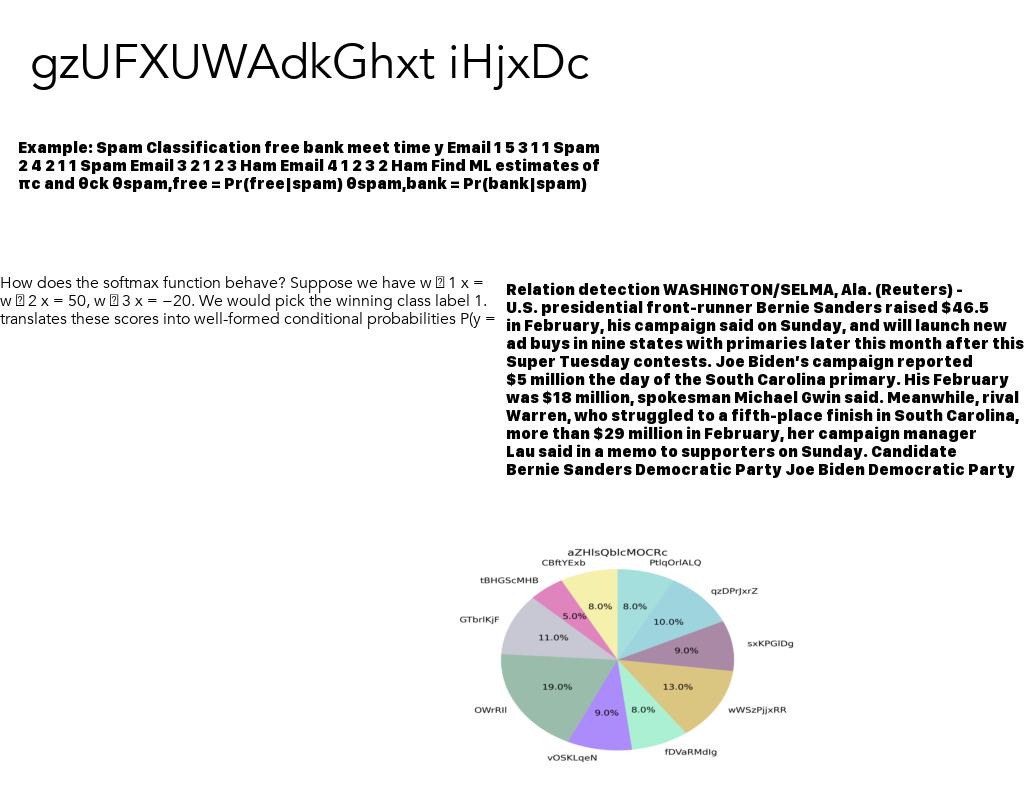 gzUFXUWAdkGhxt iHjxDc
Example: Spam Classification free bank meet time y Email 1 5 3 1 1 Spam
2 4 2 1 1 Spam Email 3 2 1 2 3 Ham Email 4 1 2 3 2 Ham Find ML estimates of
πc and θck θspam,free = Pr(free|spam) θspam,bank = Pr(bank|spam)
How does the softmax function behave? Suppose we have w 1 x =
w 2 x = 50, w 3 x = −20. We would pick the winning class label 1.
translates these scores into well-formed conditional probabilities P(y =
Relation detection WASHINGTON/SELMA, Ala. (Reuters) -
U.S. presidential front-runner Bernie Sanders raised $46.5
in February, his campaign said on Sunday, and will launch new
ad buys in nine states with primaries later this month after this
Super Tuesday contests. Joe Biden’s campaign reported
$5 million the day of the South Carolina primary. His February
was $18 million, spokesman Michael Gwin said. Meanwhile, rival
Warren, who struggled to a fifth-place finish in South Carolina,
more than $29 million in February, her campaign manager
Lau said in a memo to supporters on Sunday. Candidate
Bernie Sanders Democratic Party Joe Biden Democratic Party
aZHlsQblcMOCRc
CBftYExb
PtlqOrlALQ
tBHGScMHB
qzDPrJxrZ
8.0%
8.0%
5.0%
10.0%
GTbrlKjF
11.0%
sxKPGlDg
9.0%
19.0%
13.0%
OWrRIl
wWSzPjjxRR
9.0%
8.0%
vOSKLqeN
fDVaRMdlg